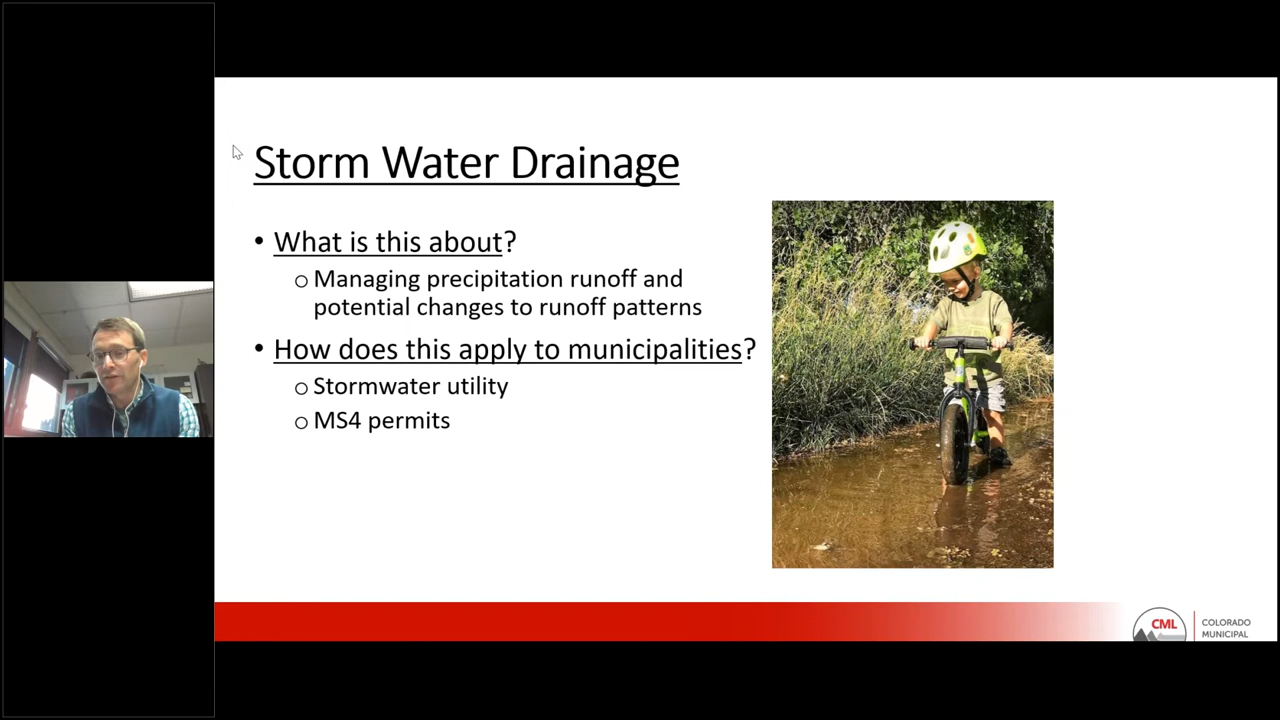 Storm Water Drainage
• What is this about?
o Managing precipitation runoff and
potential changes to runoff patterns
• How does this apply to municipalities?
o Stormwater utility
o MS4 permits
CML
COLORADO
MUNICIPAL